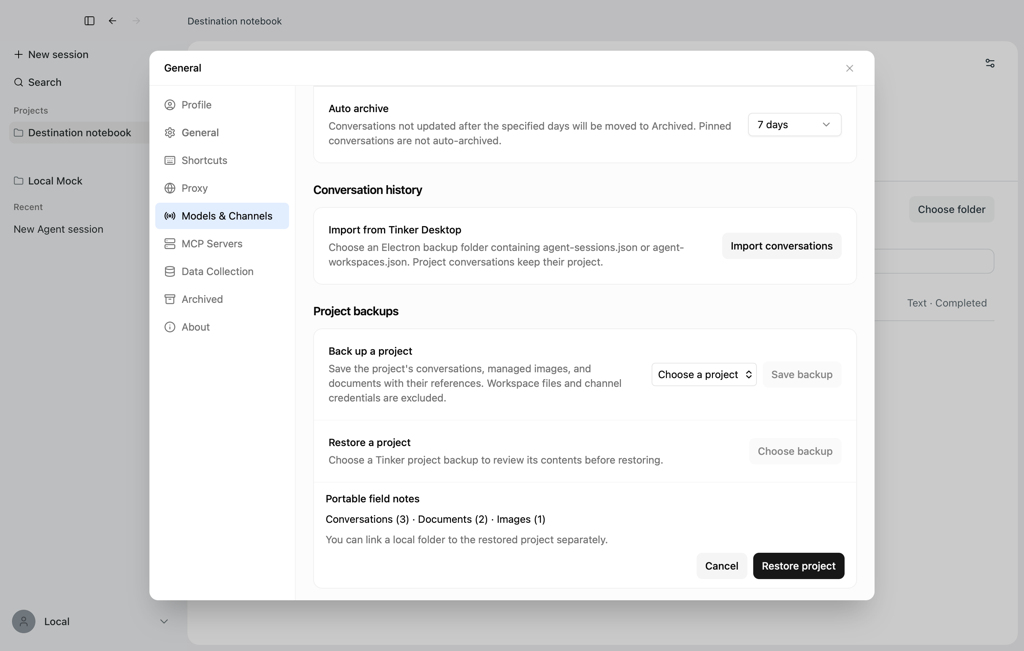 Destination notebook
New session
Search
Projects
Destination notebook
Local Mock
Recent
New Agent session
Local
Choose folder
Text · Completed
General
Profile
General
Shortcuts
Proxy
Models & Channels
MCP Servers
Data Collection
Archived
About
Auto archive
Conversations not updated after the specified days will be moved to Archived. Pinned
conversations are not auto-archived.
7 days
Conversation history
Import from Tinker Desktop
Choose an Electron backup folder containing agent-sessions.json or agent-
workspaces.json. Project conversations keep their project.
Import conversations
Project backups
Back up a project
Save the project's conversations, managed images, and
documents with their references. Workspace files and channel
credentials are excluded.
Choose a project
Save backup
Restore a project
Choose a Tinker project backup to review its contents before restoring.
Choose backup
Portable field notes
Conversations (3) · Documents (2) · Images (1)
You can link a local folder to the restored project separately.
Cancel
Restore project